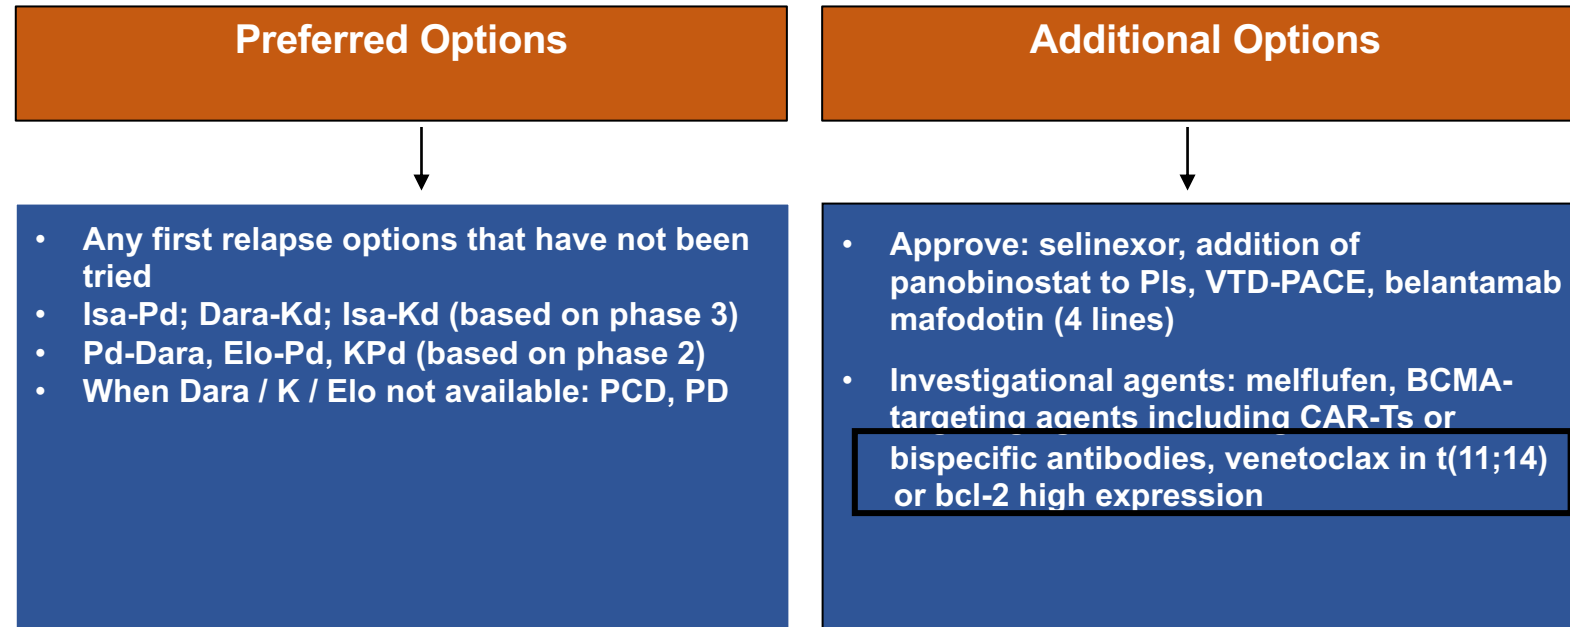 Preferred Options
• Any first relapse options that have not been
tried
• Isa-Pd; Dara-Kd; Isa-Kd (based on phase 3)
• Pd-Dara, Elo-Pd, KPd (based on phase 2)
• When Dara / K / Elo not available: PCD, PD
Additional Options
• Approve: selinexor, addition of
panobinostat to PIs, VTD-PACE, belantamab
mafodotin (4 lines)
• Investigational agents: melflufen, BCMA-
targeting agents including CAR-Ts or
bispecific antibodies, venetoclax in t(11;14)
or bcl-2 high expression